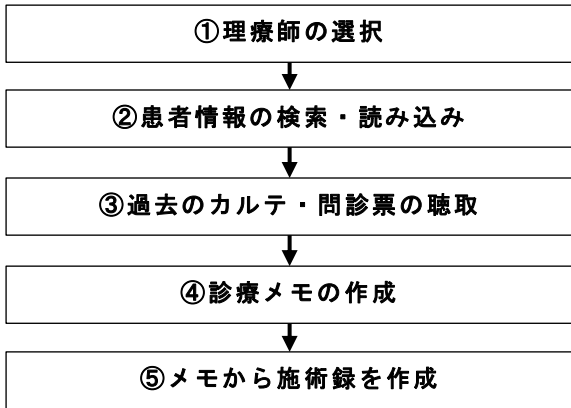 ①理療師の選択
②患者情報の検索・読み込み
③過去のカルテ・問診票の聴取
④診療メモの作成
⑤メモから施術録を作成